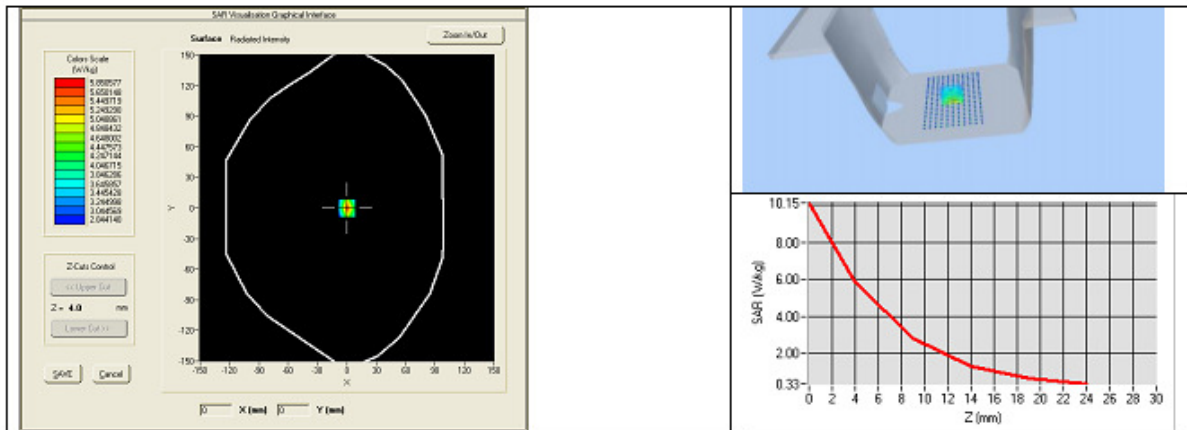 SAR Visualisation Graphical Interface
Surface Radiated Intensity
Zoom In/Out
Colors Scale
(W/kg)
5.850577
5.650148
5.449719
5.249290
5.048861
4.848432
4.648002
4.447573
4.247144
4.046715
3.846286
3.645857
3.445428
3.244998
3.044569
2.844140
Z-Cuts Control
<< Upper Cut
Z = 4.0 mm
Lower Cut >>
SAVE Cancel
150
120
90
60
30
0
-30
-60
-90
-120
-150
Y
-150 -120 -90 -60 -30 0 30 60 90 120 150
X
0 X (mm) 0 Y (mm)
10.15
8.00
6.00
4.00
2.00
0.33
SAR (W/kg)
0 2 4 6 8 10 12 14 16 18 20 22 24 26 28 30
Z (mm)